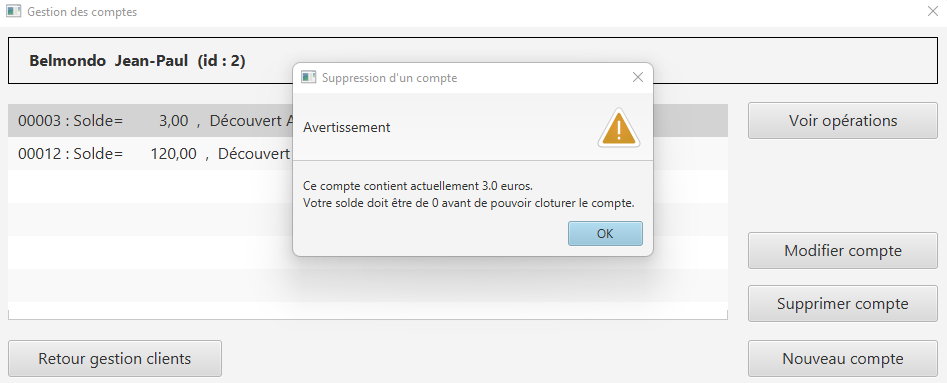 Gestion des comptes
Belmondo Jean-Paul (id : 2)
Suppression d'un compte
Avertissement
Ce compte contient actuellement 3.0 euros.
Votre solde doit être de 0 avant de pouvoir cloturer le compte.
OK
00003 : Solde= 3,00 , Découvert A
00012 : Solde= 120,00 , Découvert
Voir opérations
Modifier compte
Supprimer compte
Retour gestion clients
Nouveau compte